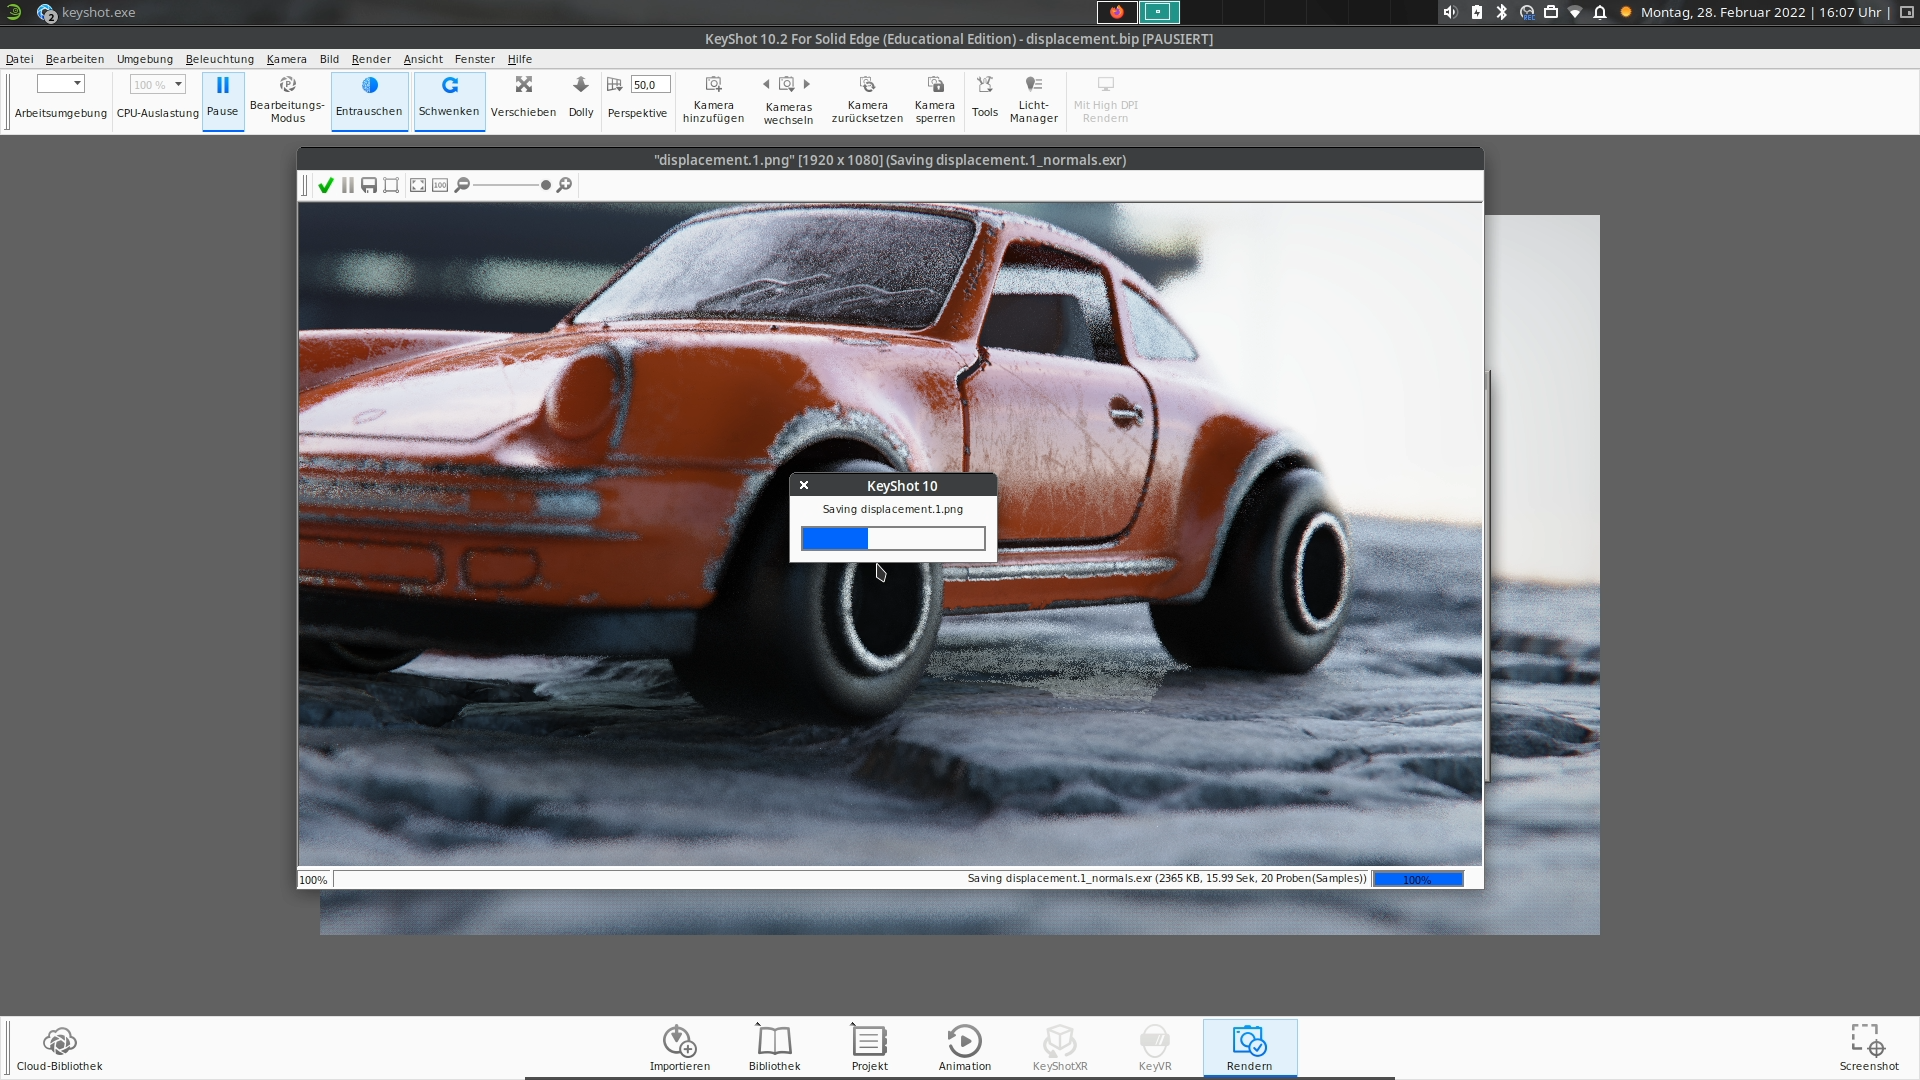 2 keyshot.exe
Montag, 28. Februar 2022 | 16:07 Uhr |
KeyShot 10.2 For Solid Edge (Educational Edition) - displacement.bip [PAUSIERT]
Datei Bearbeiten Umgebung Beleuchtung Kamera Bild Render Ansicht Fenster Hilfe
100 % 50,0
Arbeitsumgebung CPU-Auslastung Pause Bearbeitungs-Modus Entrauschen Schwenken Verschieben Dolly Perspektive Kamera hinzufügen Kameras wechseln Kamera zurücksetzen Kamera sperren Tools Licht-Manager Mit High DPI Rendern
"displacement.1.png" [1920 x 1080] (Saving displacement.1_normals.exr)
100
KeyShot 10
Saving displacement.1.png
100% Saving displacement.1_normals.exr (2365 KB, 15.99 Sek, 20 Proben(Samples)) 100%
Cloud-Bibliothek Importieren Bibliothek Projekt Animation KeyShotXR KeyVR Rendern Screenshot